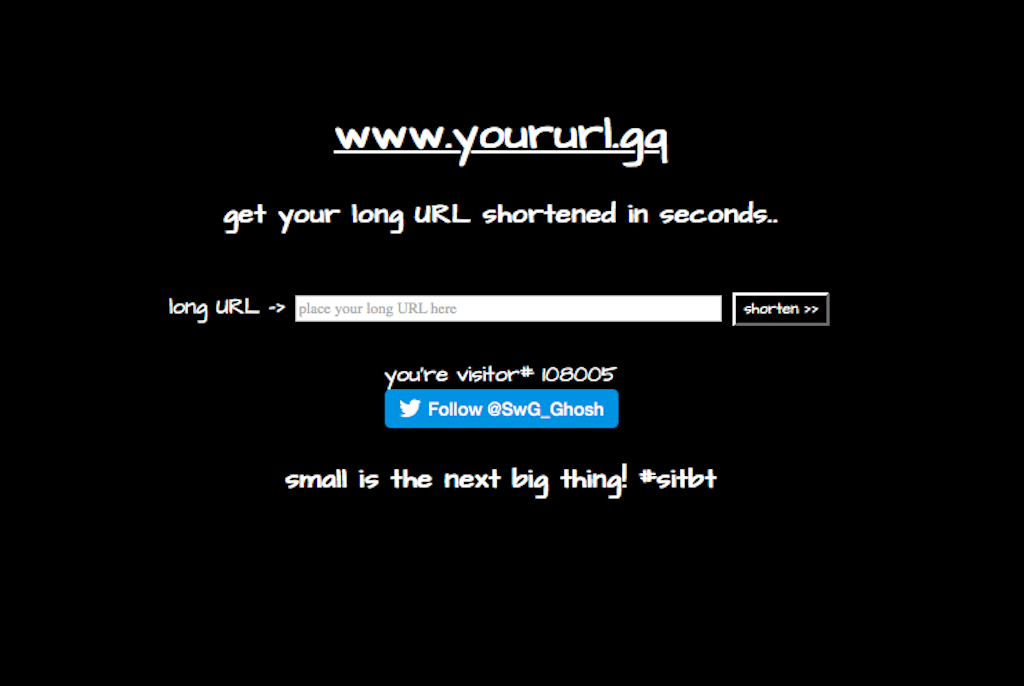 www.yoururl.gq
get your long URL shortened in seconds..
long URL -> place your long URL here shorten >>
you're visitor# 108005
Follow @SwG_Ghosh
small is the next big thing! #sitbt